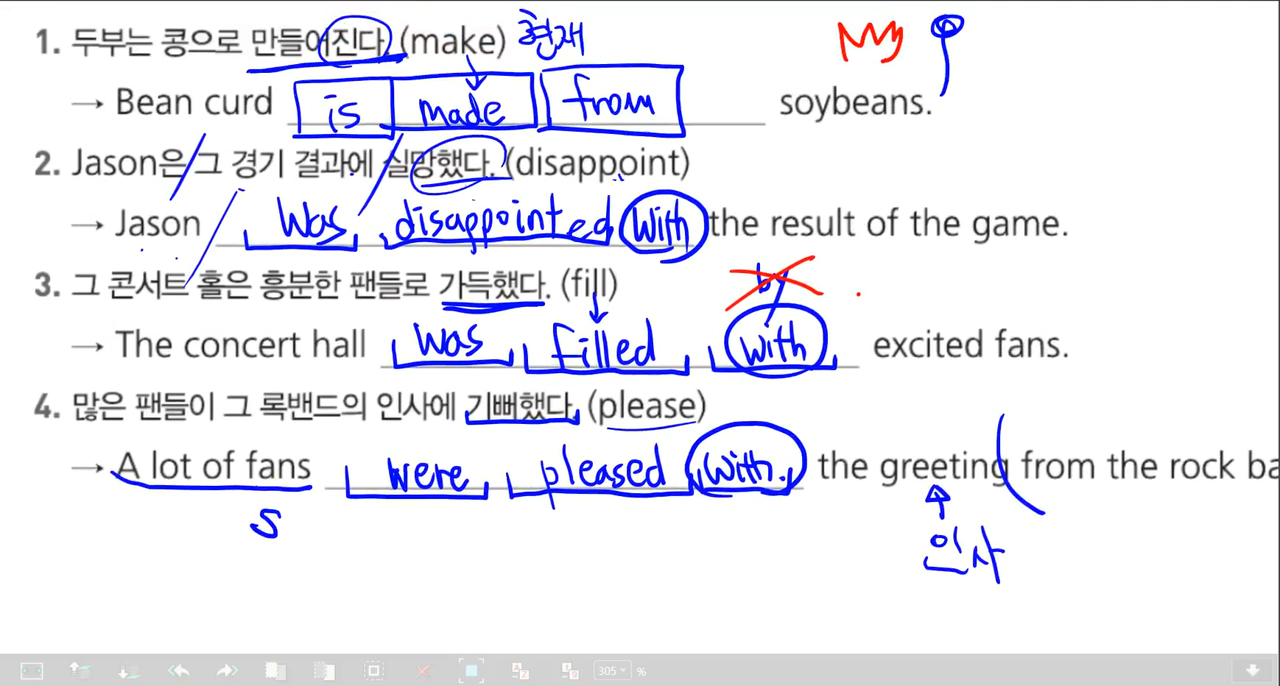 1. 두부는 콩으로 만들어진다. (make) 현재
→ Bean curd is made from soybeans.
2. Jason은 그 경기 결과에 실망했다. (disappoint)
→ Jason was disappointed with the result of the game.
3. 그 콘서트 홀은 흥분한 팬들로 가득했다. (fill)
by
→ The concert hall was filled with excited fans.
4. 많은 팬들이 그 록밴드의 인사에 기뻐했다. (please)
→ A lot of fans were pleased with. the greeting from the rock ba
S
인사
305 %